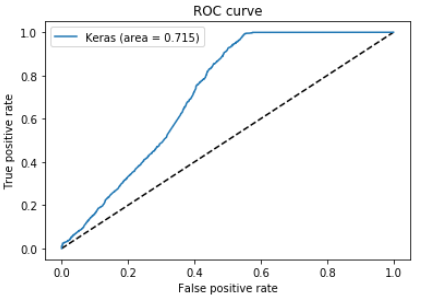 ROC curve
Keras (area = 0.715)
True positive rate
1.0
0.8
0.6
0.4
0.2
0.0
0.0 0.2 0.4 0.6 0.8 1.0
False positive rate